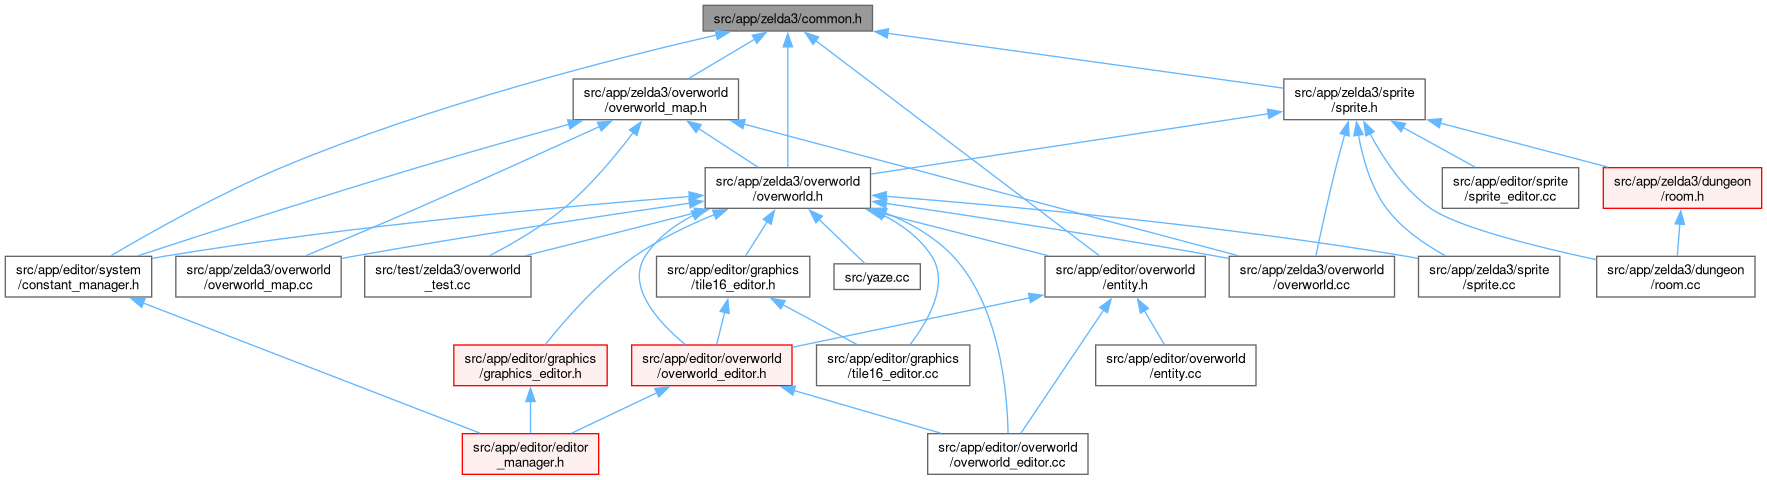 src/app/zelda3/common.h
src/app/zelda3/overworld
/overworld_map.h
src/app/zelda3/sprite
/sprite.h
src/app/zelda3/overworld
/overworld.h
src/app/editor/sprite
/sprite_editor.cc
src/app/zelda3/dungeon
/room.h
src/app/editor/system
/constant_manager.h
src/app/zelda3/overworld
/overworld_map.cc
src/test/zelda3/overworld
_test.cc
src/app/editor/graphics
/tile16_editor.h
src/yaze.cc
src/app/editor/overworld
/entity.h
src/app/zelda3/overworld
/overworld.cc
src/app/zelda3/sprite
/sprite.cc
src/app/zelda3/dungeon
/room.cc
src/app/editor/graphics
/graphics_editor.h
src/app/editor/overworld
/overworld_editor.h
src/app/editor/graphics
/tile16_editor.cc
src/app/editor/overworld
/entity.cc
src/app/editor/editor
_manager.h
src/app/editor/overworld
/overworld_editor.cc